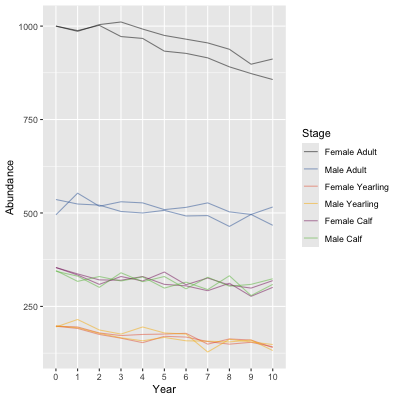 1000
750
500
250
Abundance
0 1 2 3 4 5 6 7 8 9 10
Year
Stage
Female Adult
Male Adult
Female Yearling
Male Yearling
Female Calf
Male Calf